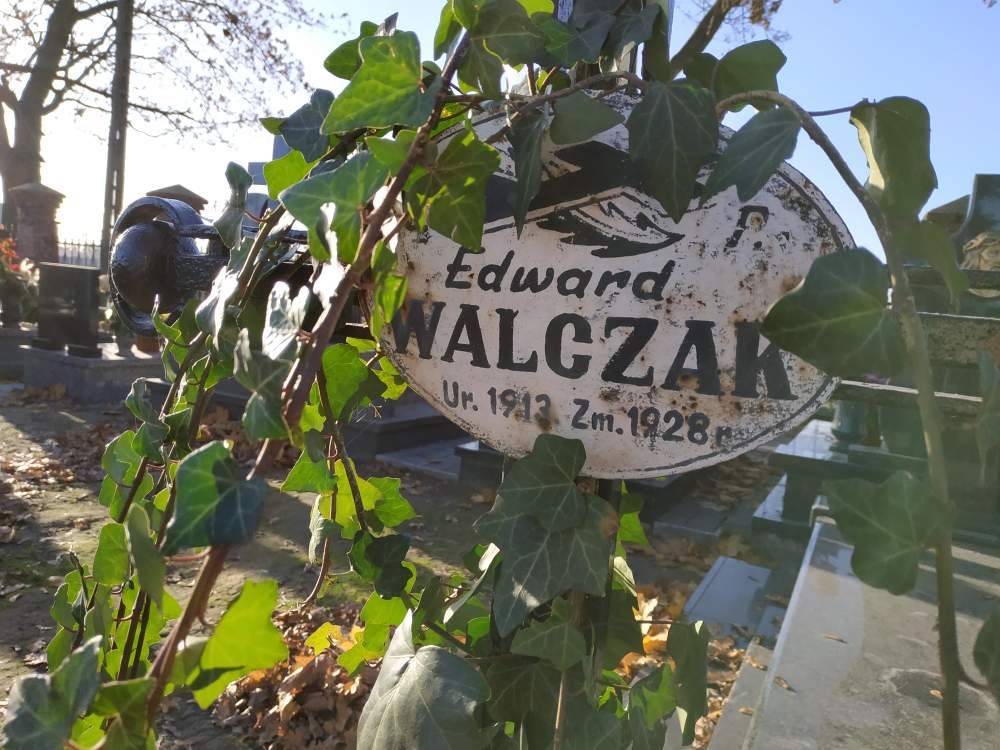 P.
Edward
WALCZAK
Ur. 1913 Zm. 1928 r